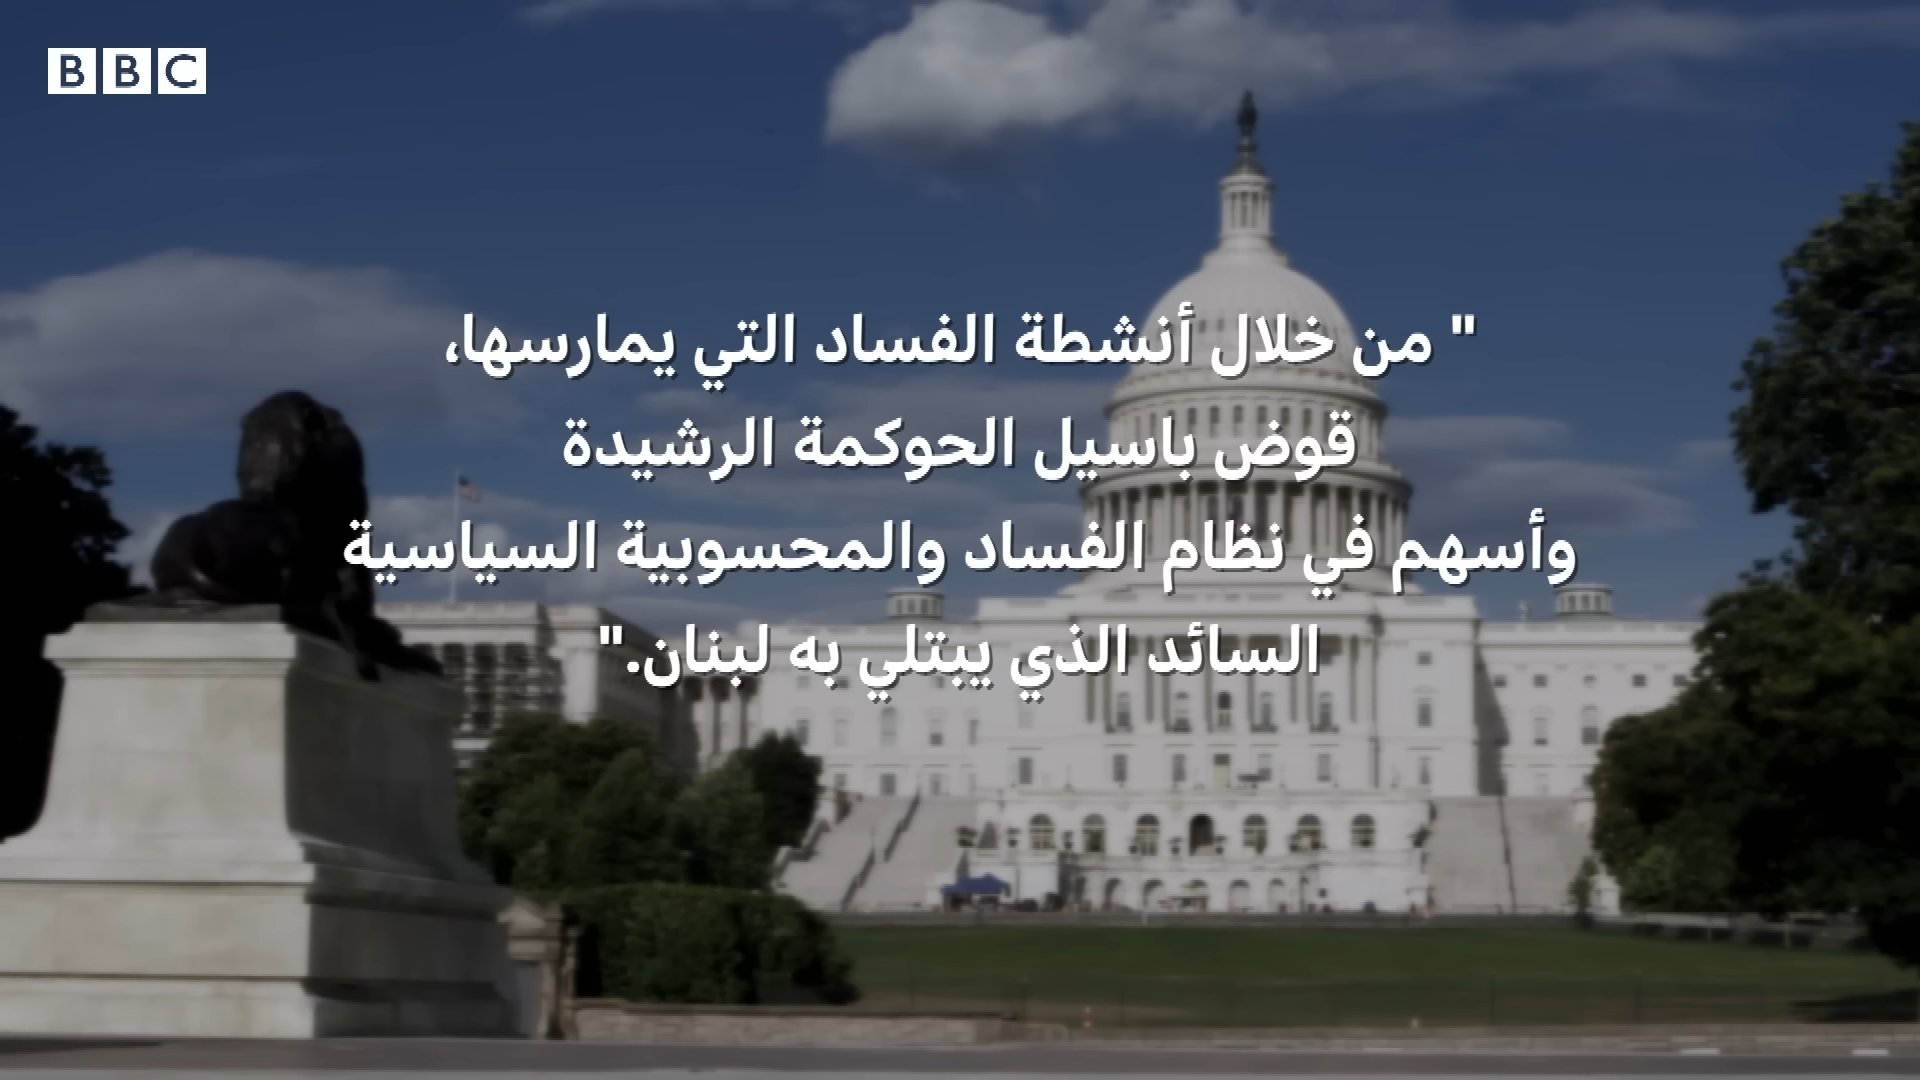 BBC
" من خلال أنشطة الفساد التي يمارسها،
قوض باسيل الحوكمة الرشيدة
وأسهم في نظام الفساد والمحسوبية السياسية
السائد الذي يبتلي به لبنان."